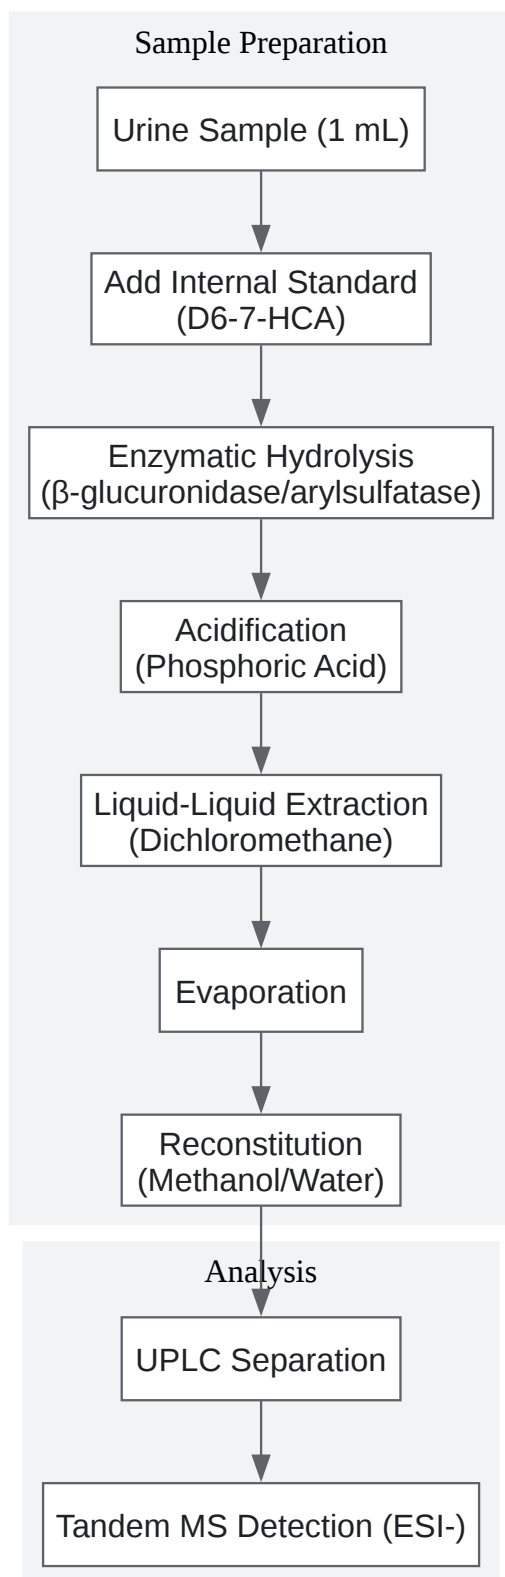 Sample Preparation
Urine Sample (1 mL)
Add Internal Standard
(D6-7-HCA)
Enzymatic Hydrolysis
(β-glucuronidase/arylsulfatase)
Acidification
(Phosphoric Acid)
Liquid-Liquid Extraction
(Dichloromethane)
Evaporation
Reconstitution
(Methanol/Water)
Analysis
UPLC Separation
Tandem MS Detection (ESI-)